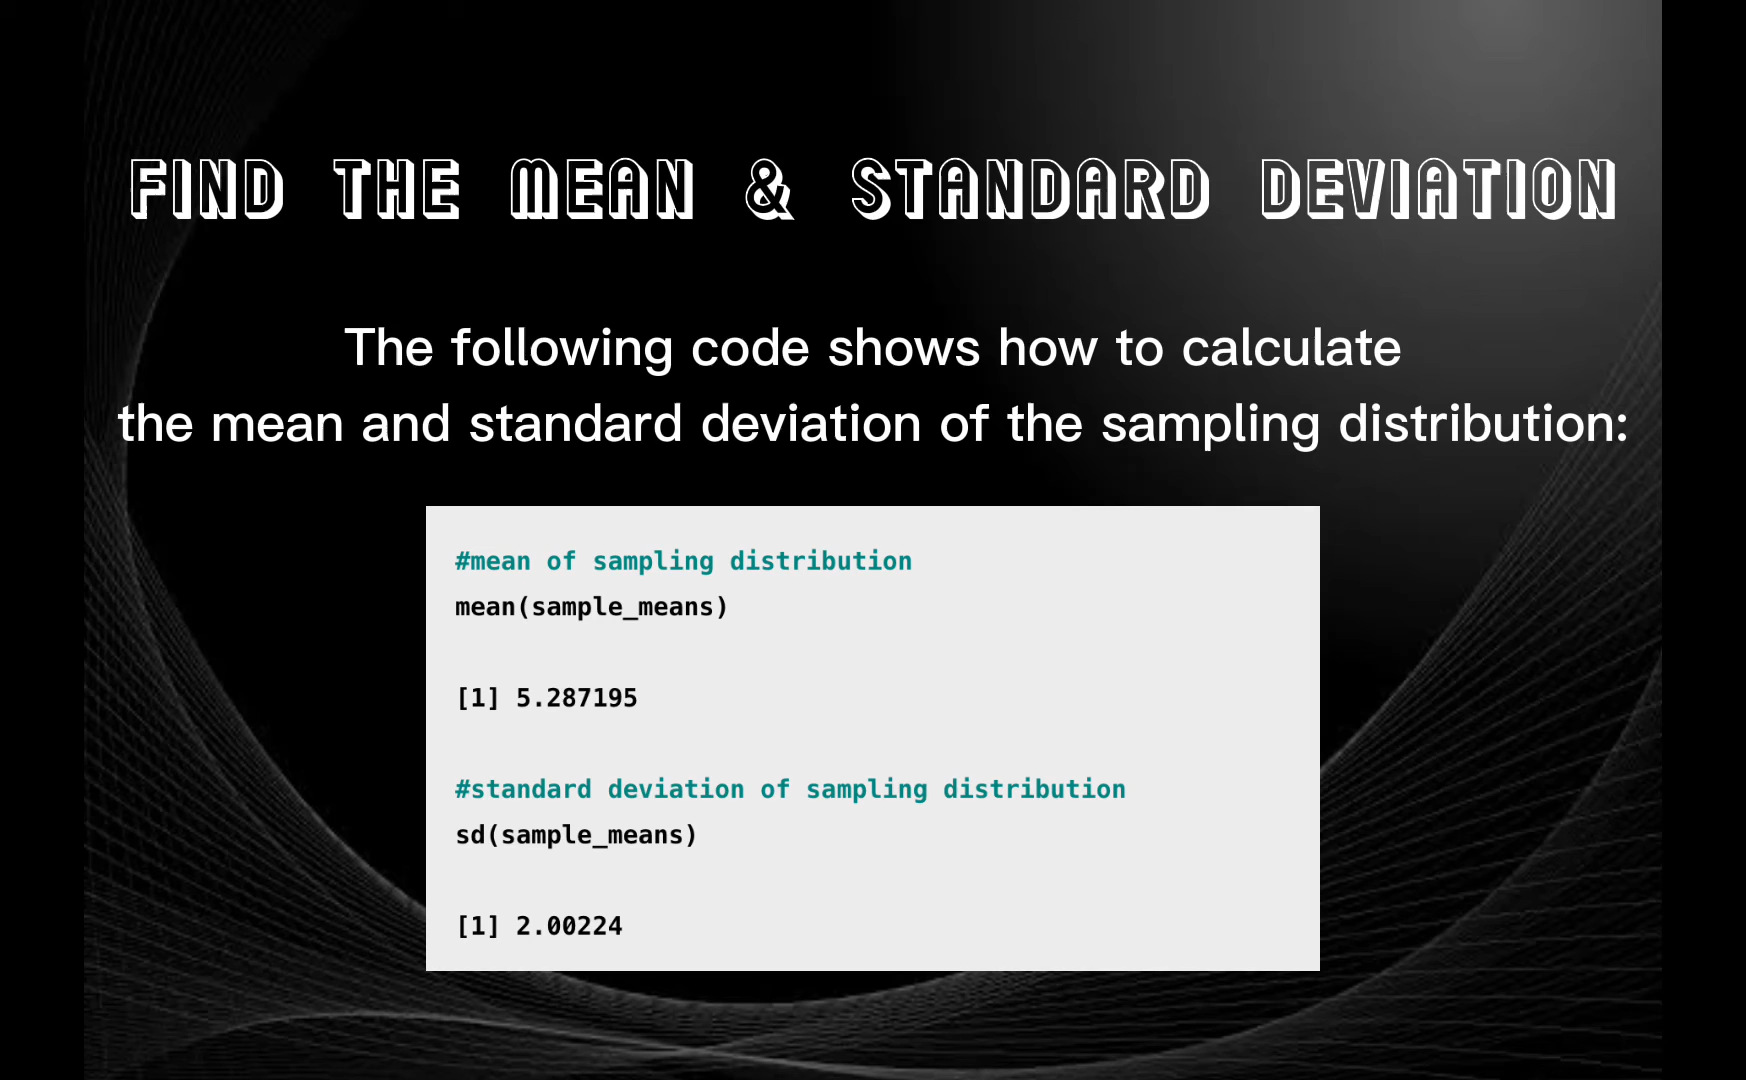 FIND THE MEAN & STANDARD DEVIATION
The following code shows how to calculate
the mean and standard deviation of the sampling distribution:
#mean of sampling distribution
mean(sample_means)
[1] 5.287195
#standard deviation of sampling distribution
sd(sample_means)
[1] 2.00224